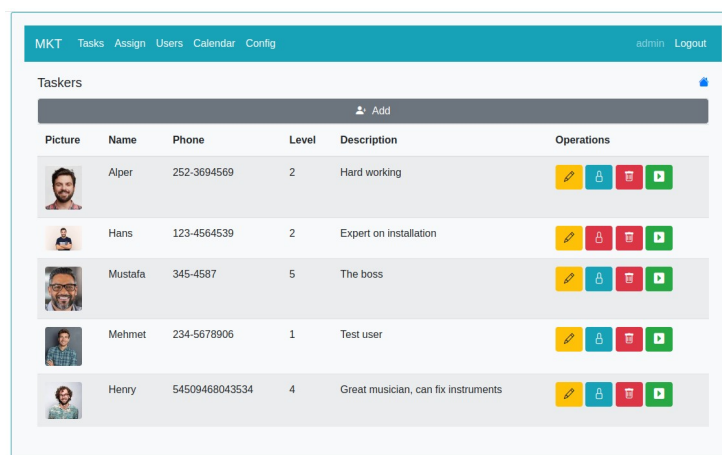 MKT Tasks Assign Users Calendar Config admin Logout
Taskers
Add
Picture Name Phone Level Description Operations
Alper 252-3694569 2 Hard working
Hans 123-4564539 2 Expert on installation
Mustafa 345-4587 5 The boss
Mehmet 234-5678906 1 Test user
Henry 54509468043534 4 Great musician, can fix instruments